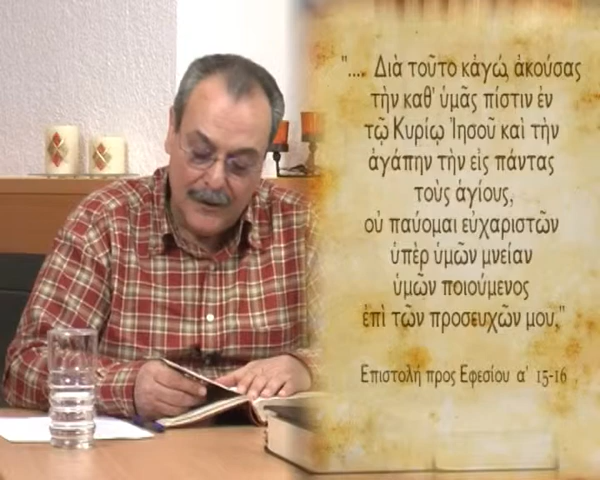 "... Διὰ τοῦτο κἀγώ, ἀκούσας
τὴν καθ' ὑμᾶς πίστιν ἐν
τῷ Κυρίῳ Ἰησοῦ καὶ τὴν
ἀγάπην τὴν εἰς πάντας
τοὺς ἁγίους,
οὐ παύομαι εὐχαριστῶν
ὑπὲρ ὑμῶν μνείαν
ὑμῶν ποιούμενος
ἐπὶ τῶν προσευχῶν μου,"
Επιστολή προς Εφεσίου α' 15-16